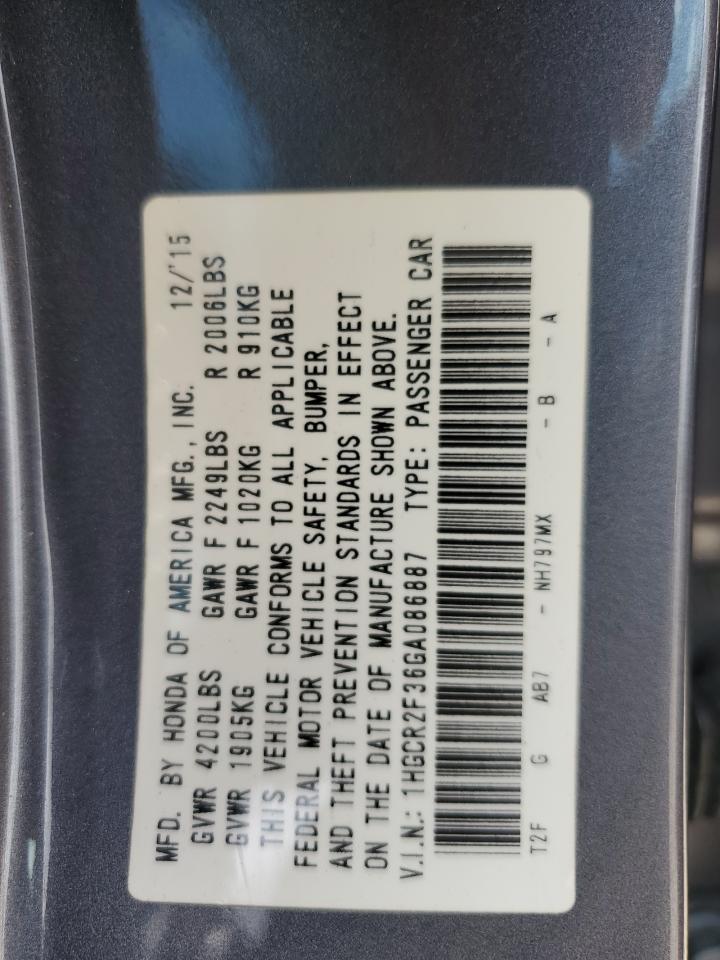 MFD. BY HONDA OF AMERICA MFG., INC. 12/'15
GVWR 4200LBS GAWR F 2249LBS R 2006LBS
GVWR 1905KG GAWR F 1020KG R 910KG
THIS VEHICLE CONFORMS TO ALL APPLICABLE
FEDERAL MOTOR VEHICLE SAFETY, BUMPER,
AND THEFT PREVENTION STANDARDS IN EFFECT
ON THE DATE OF MANUFACTURE SHOWN ABOVE.
V.I.N.: 1HGCR2F36GA086887 TYPE: PASSENGER CAR
T2F G AB7 - NH797MX - B - A